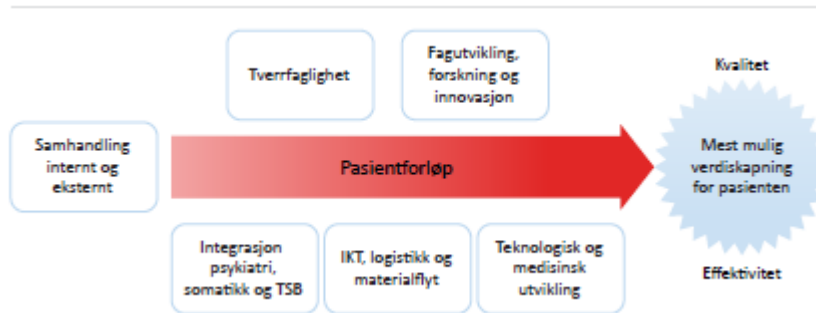 Tverrfaglighet
Fagutvikling,
forskning og
innovasjon
Kvalitet
Samhandling
internt og
eksternt
Pasientforløp
Mest mulig
verdiskapning
for pasienten
Integrasjon
psykiatri,
somatikk og TSB
IKT, logistikk og
materialflyt
Teknologisk og
medisinsk
utvikling
Effektivitet